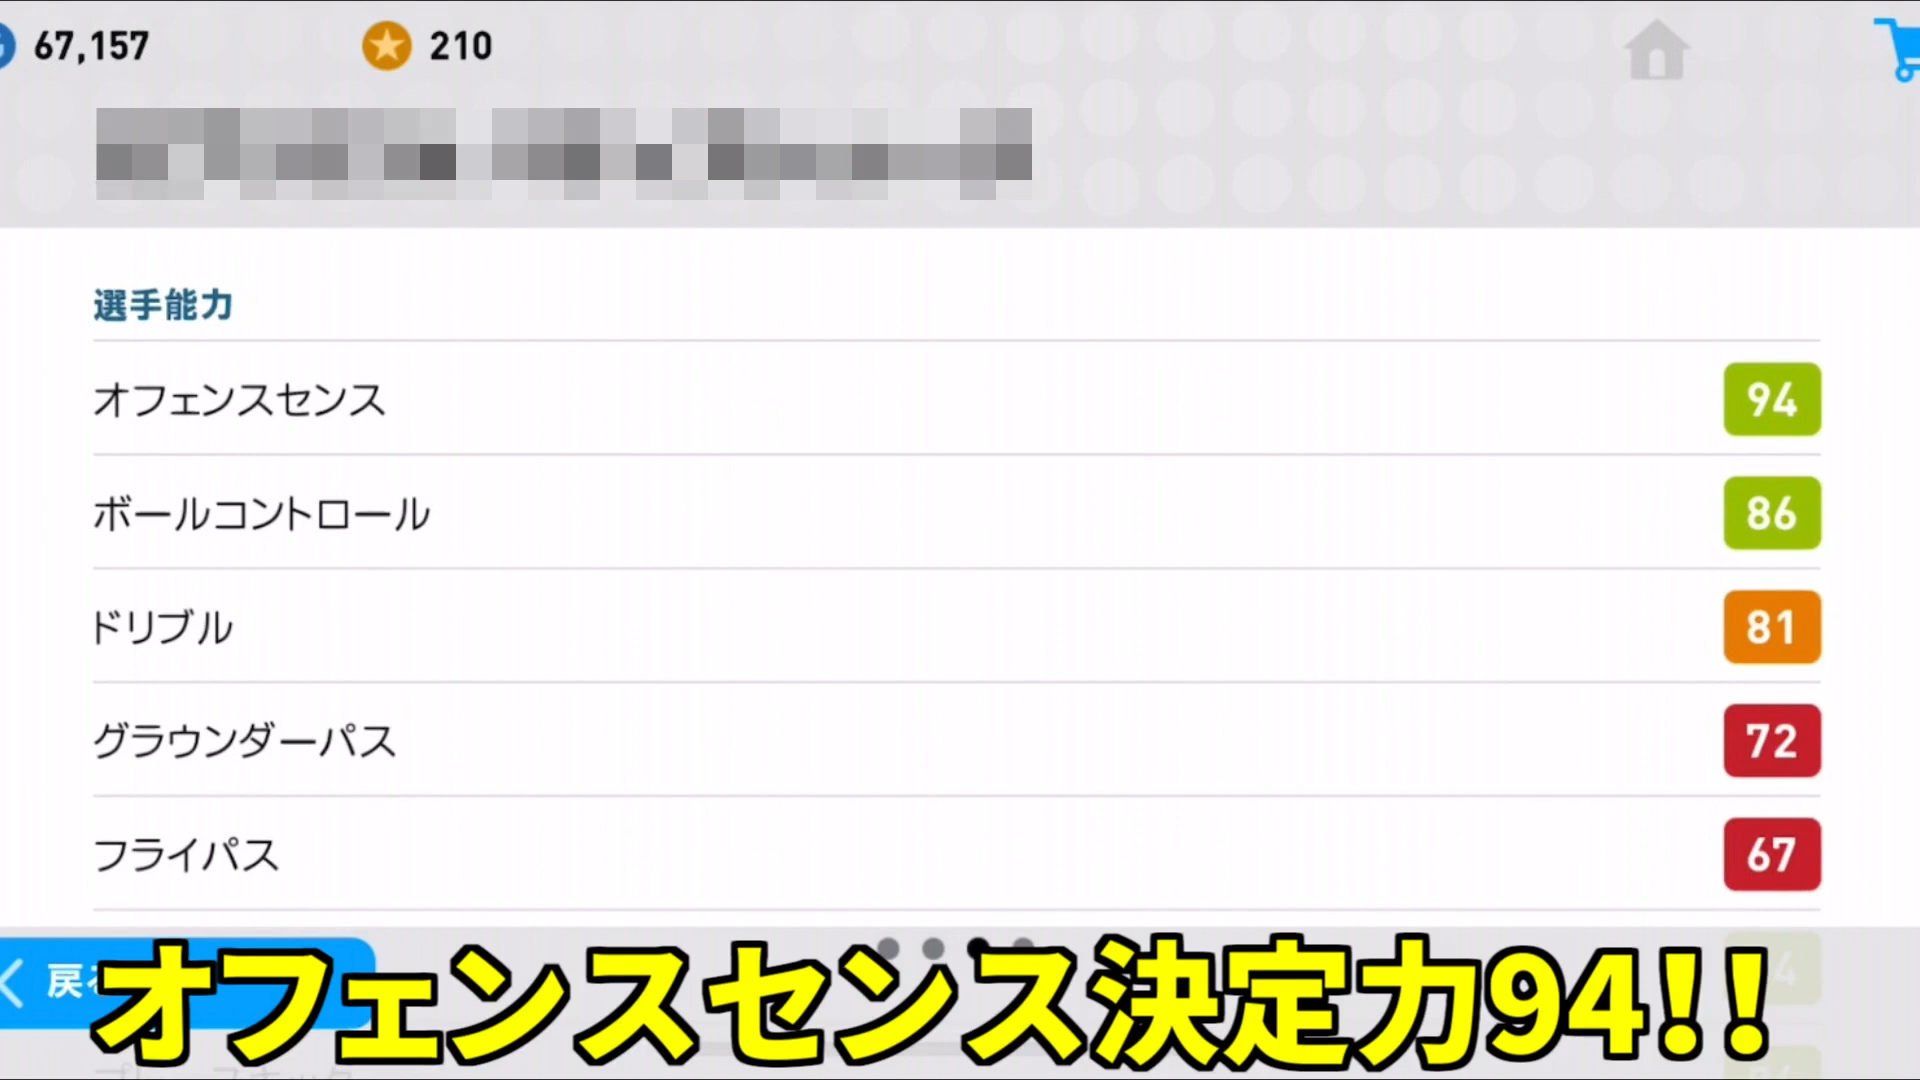 67,157 210
選手能力
オフェンスセンス 94
ボールコントロール 86
ドリブル 81
グラウンダーパス 72
フライパス 67
オフェンスセンス決定力94!!